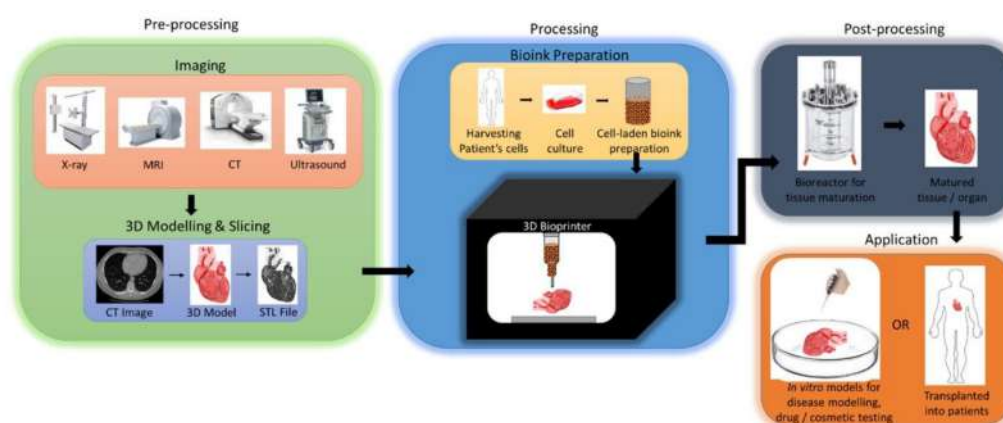 Pre-processing
Imaging
X-ray
MRI
CT
Ultrasound
3D Modelling & Slicing
CT Image
3D Model
STL File
Processing
Bioink Preparation
Harvesting
Patient's cells
Cell
culture
Cell-laden bioink
preparation
3D Bioprinter
Post-processing
Bioreactor for
tissue maturation
Matured
tissue / organ
Application
In vitro models for
disease modelling,
drug / cosmetic testing
OR
Transplanted
into patients